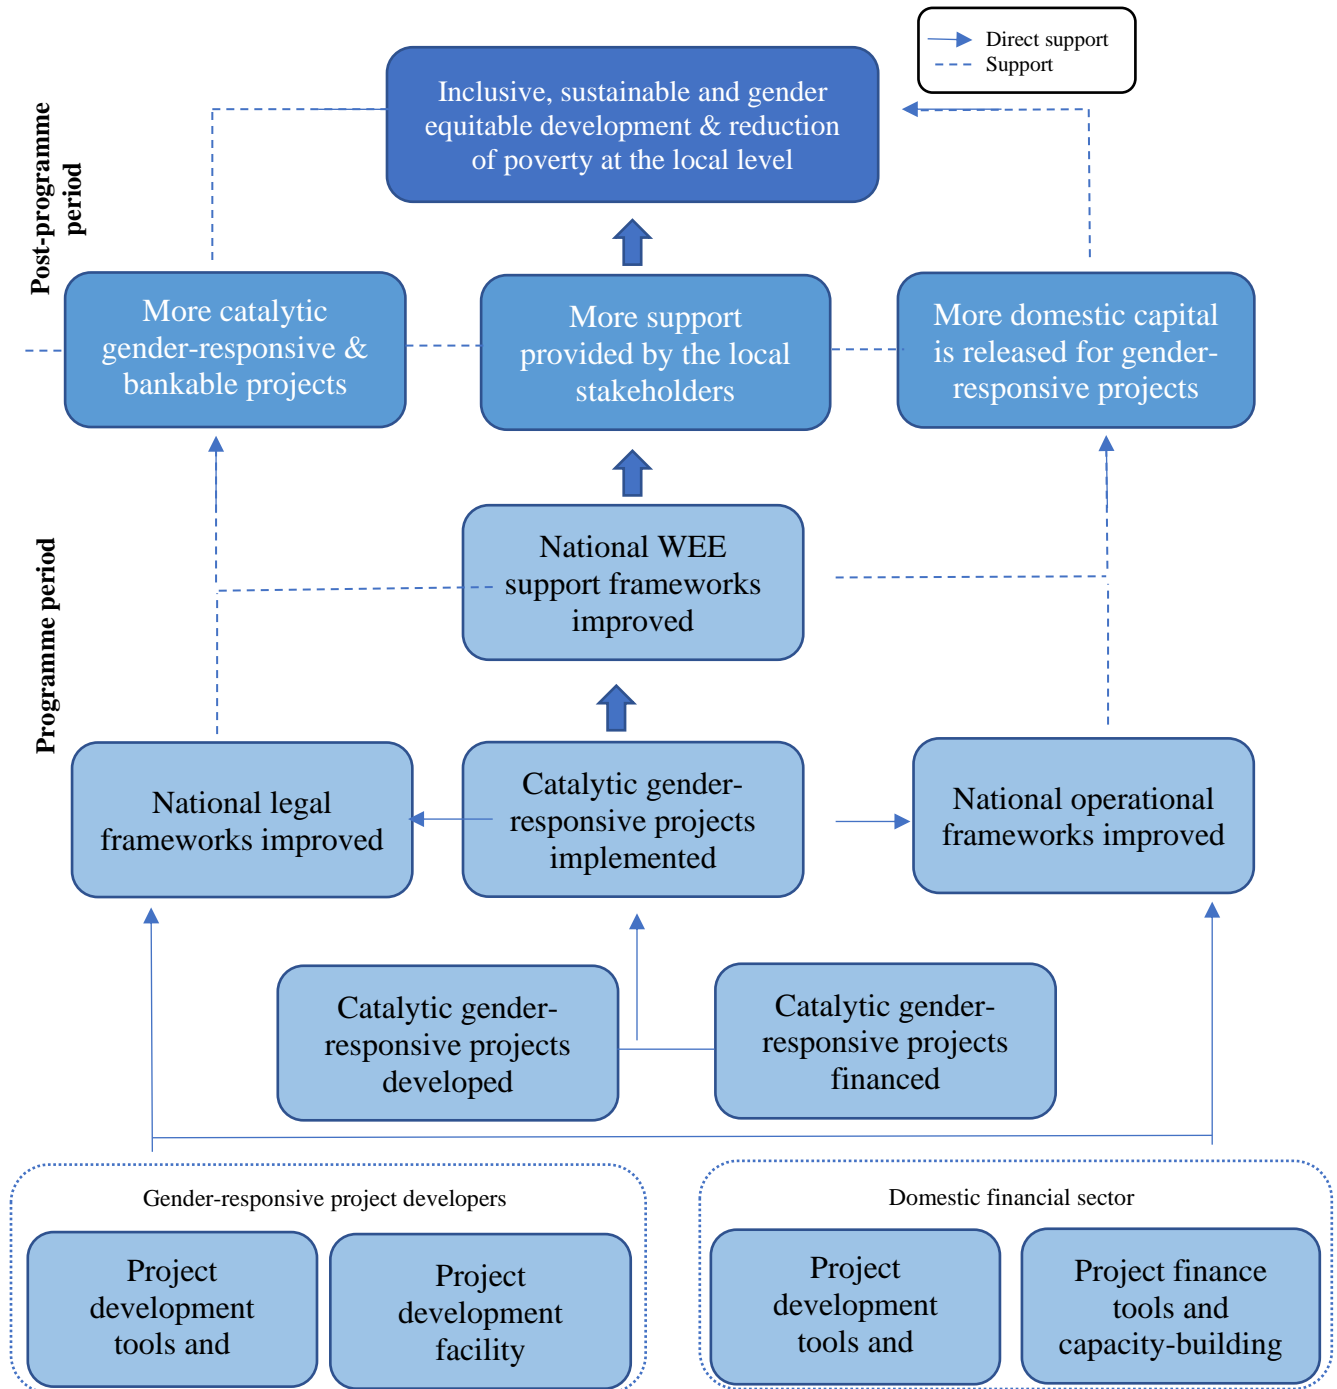 Direct support
Support
Inclusive, sustainable and gender
equitable development & reduction
of poverty at the local level
Post-programme
period
More catalytic
gender-responsive &
bankable projects
More support
provided by the local
stakeholders
More domestic capital
is released for gender-
responsive projects
Programme period
National WEE
support frameworks
improved
National legal
frameworks improved
Catalytic gender-
responsive projects
implemented
National operational
frameworks improved
Catalytic gender-
responsive projects
developed
Catalytic gender-
responsive projects
financed
Gender-responsive project developers
Project
development
tools and
Project
development
facility
Domestic financial sector
Project
development
tools and
Project finance
tools and
capacity-building